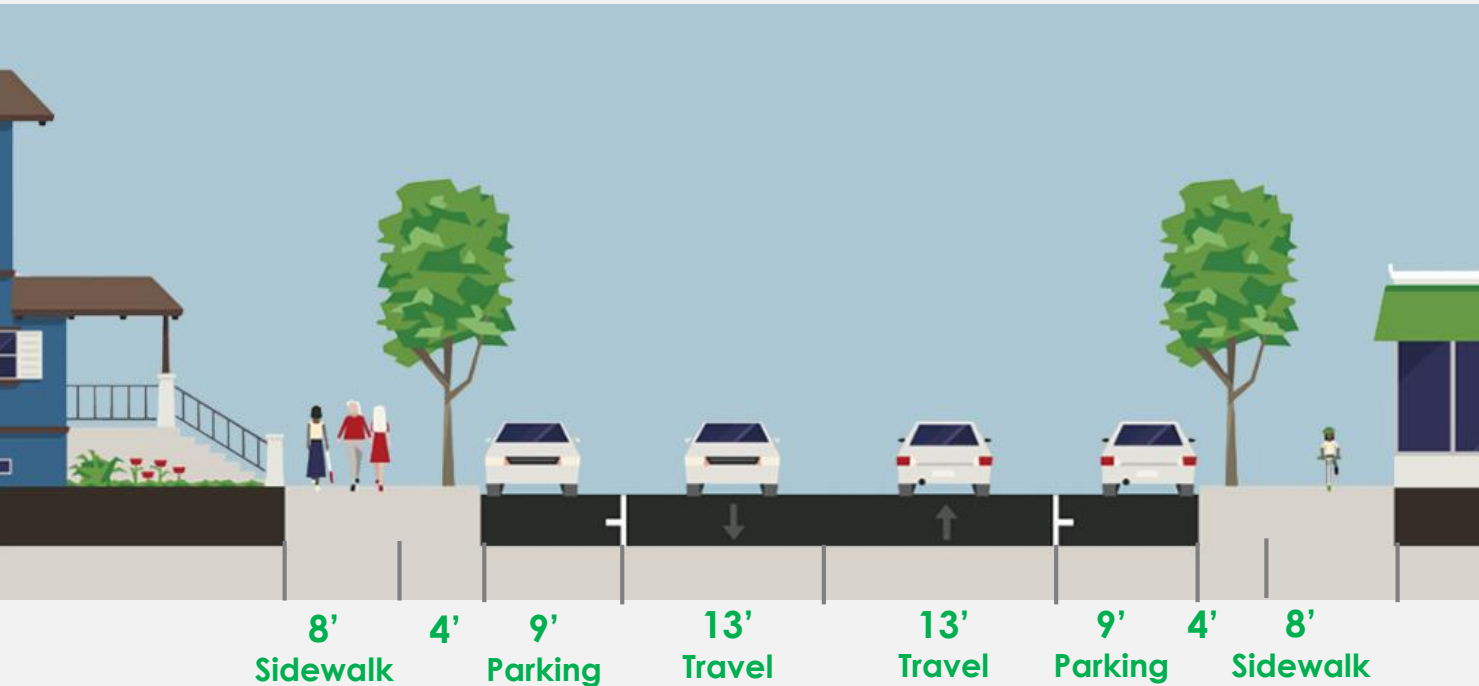 8’ 4’ 9’ 13’ 13’ 9’ 4’ 8’
Sidewalk Parking Travel Travel Parking Sidewalk